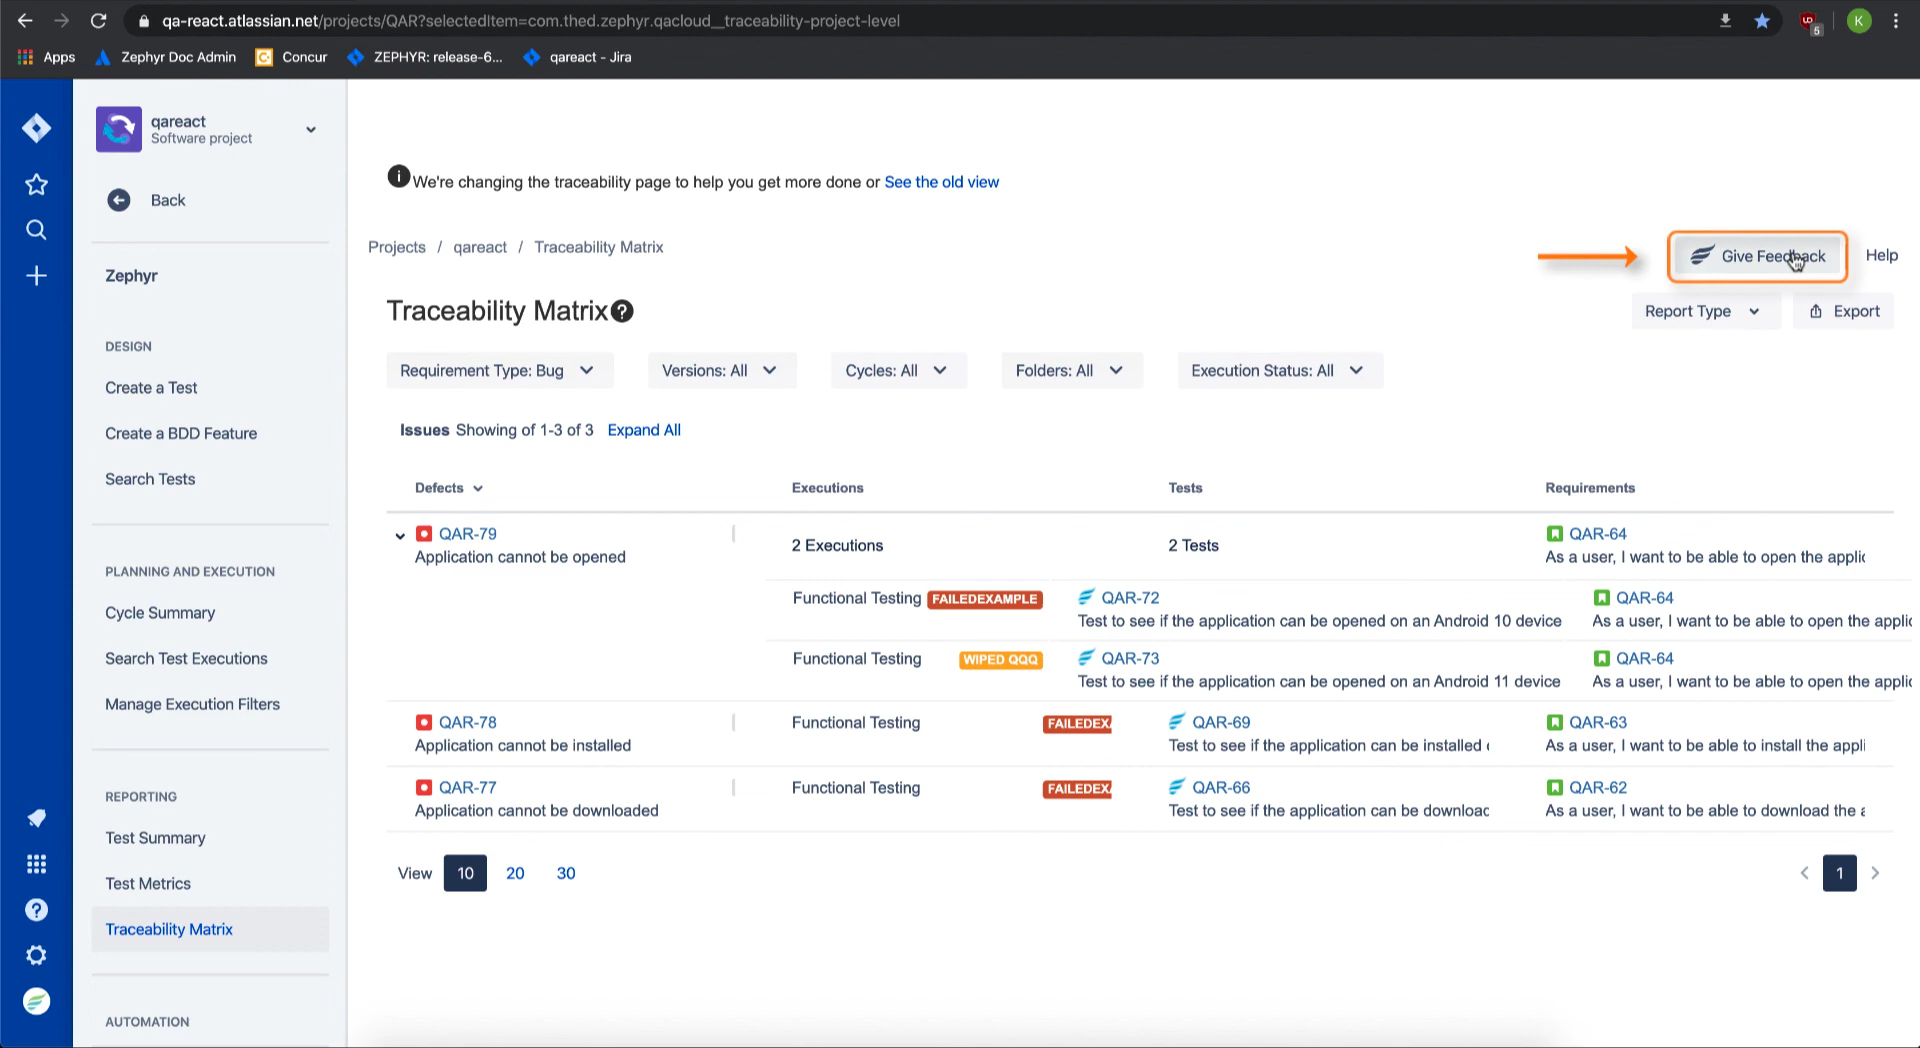 qa-react.atlassian.net/projects/QAR?selectedItem=com.thed.zephyr.qacloud__traceability-project-level
UD 5 K
Apps Zephyr Doc Admin Concur ZEPHYR: release-6... qareact - Jira
qareact
Software project
Back
Zephyr
DESIGN
Create a Test
Create a BDD Feature
Search Tests
PLANNING AND EXECUTION
Cycle Summary
Search Test Executions
Manage Execution Filters
REPORTING
Test Summary
Test Metrics
Traceability Matrix
AUTOMATION
We're changing the traceability page to help you get more done or See the old view
Projects / qareact / Traceability Matrix
Give Feedback Help
Traceability Matrix
Report Type Export
Requirement Type: Bug Versions: All Cycles: All Folders: All Execution Status: All
Issues Showing of 1-3 of 3 Expand All
Defects Executions Tests Requirements
QAR-79 2 Executions 2 Tests QAR-64
Application cannot be opened As a user, I want to be able to open the applic
Functional Testing FAILEDEXAMPLE QAR-72 QAR-64
Test to see if the application can be opened on an Android 10 device As a user, I want to be able to open the applic
Functional Testing WIPED QQQ QAR-73 QAR-64
Test to see if the application can be opened on an Android 11 device As a user, I want to be able to open the applic
QAR-78 Functional Testing FAILEDEX QAR-69 QAR-63
Application cannot be installed Test to see if the application can be installed As a user, I want to be able to install the appli
QAR-77 Functional Testing FAILEDEX QAR-66 QAR-62
Application cannot be downloaded Test to see if the application can be downloac As a user, I want to be able to download the a
View 10 20 30 1